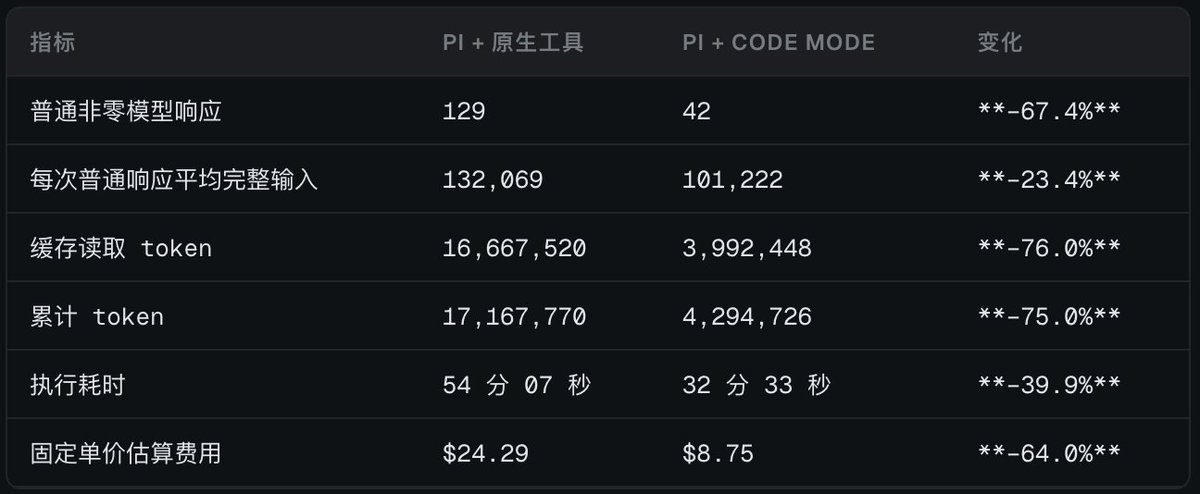 指标 PI + 原生工具 PI + CODE MODE 变化
普通非零模型响应 129 42 **-67.4%**
每次普通响应平均完整输入 132,069 101,222 **-23.4%**
缓存读取 token 16,667,520 3,992,448 **-76.0%**
累计 token 17,167,770 4,294,726 **-75.0%**
执行耗时 54 分 07 秒 32 分 33 秒 **-39.9%**
固定单价估算费用 $24.29 $8.75 **-64.0%**